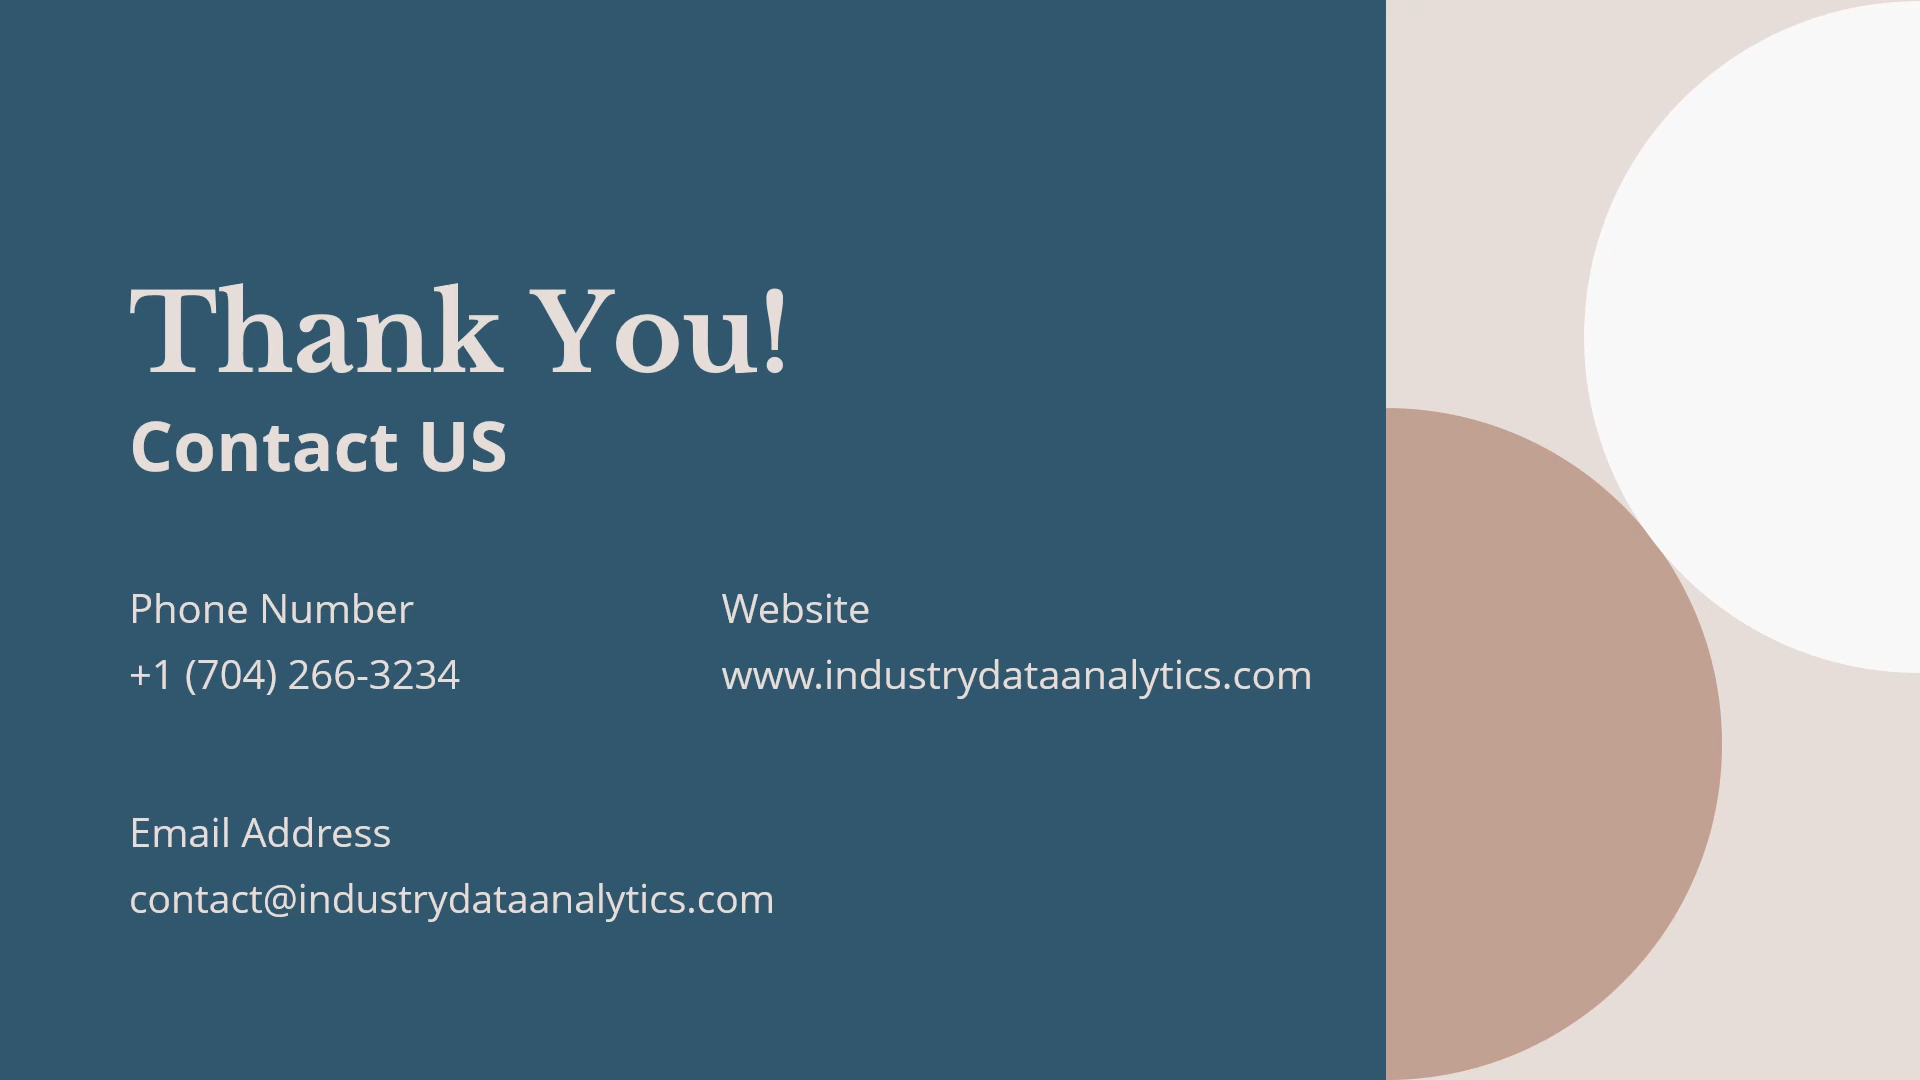 Thank You!
Contact US
Phone Number
+1 (704) 266-3234
Website
www.industrydataanalytics.com
Email Address
contact@industrydataanalytics.com